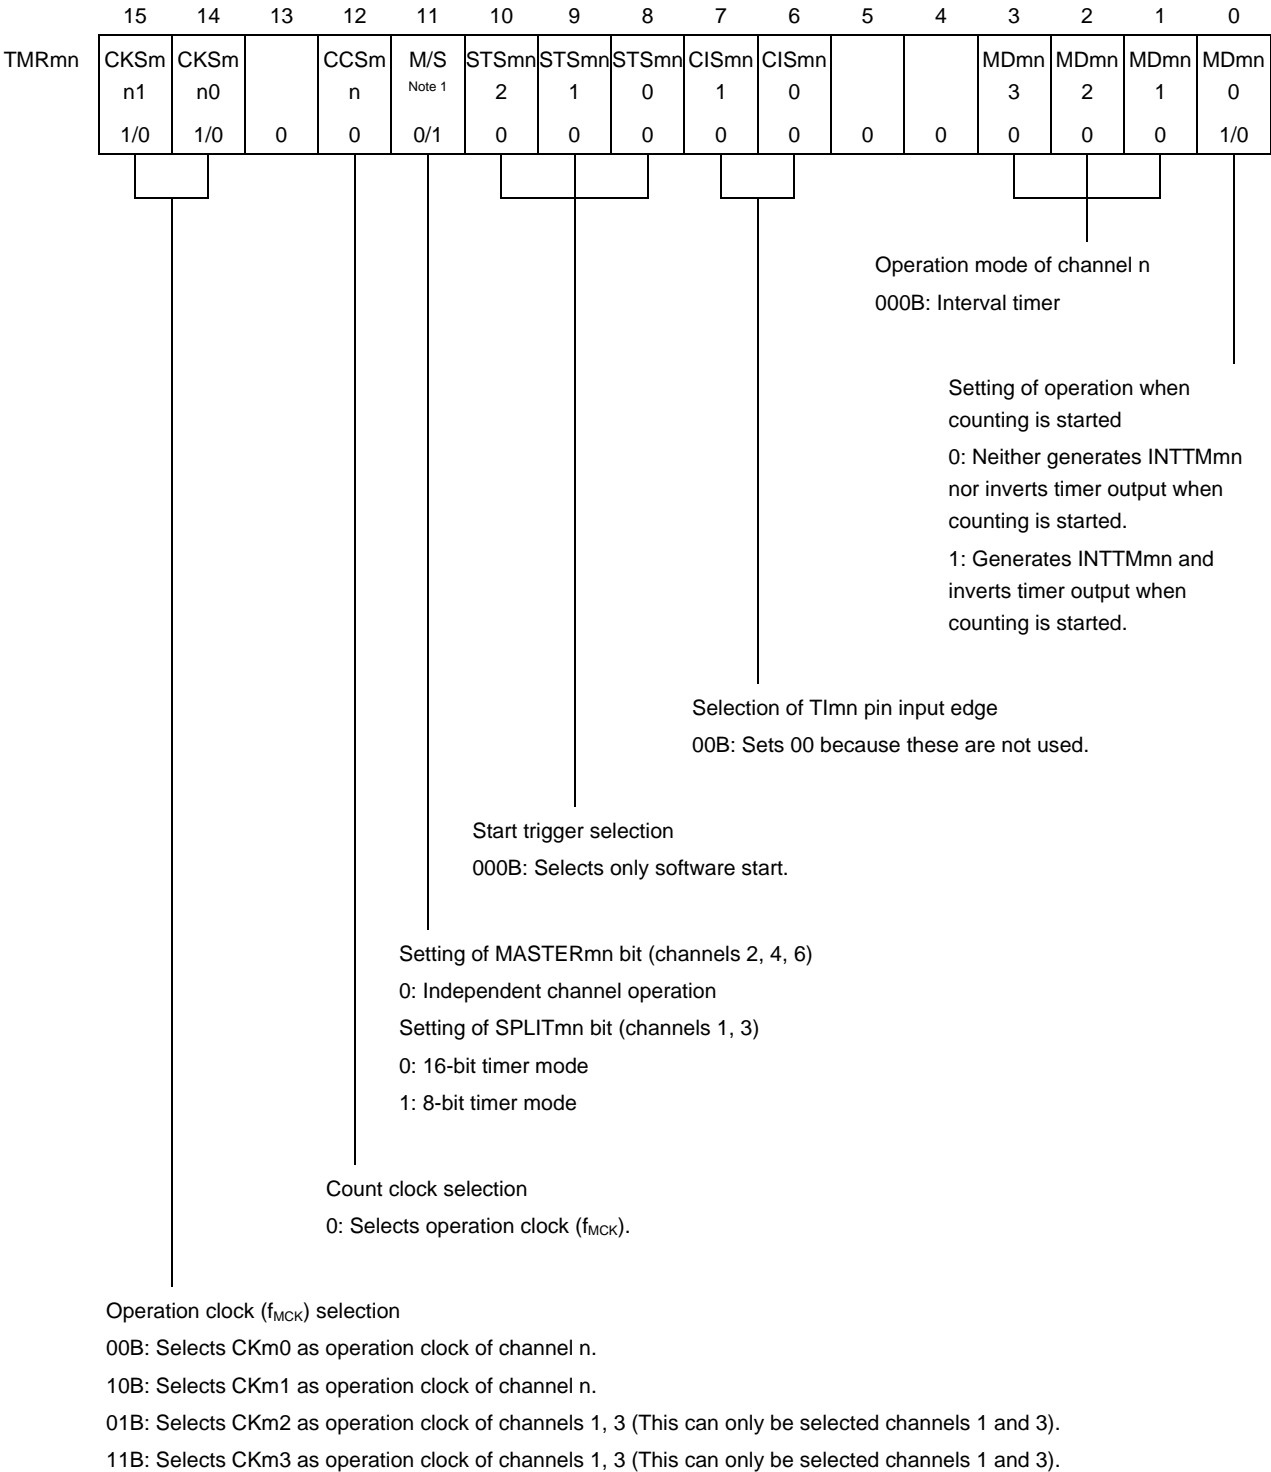 15 14 13 12 11 10 9 8 7 6 5 4 3 2 1 0
TMRmn CKSm CKSm CCSm M/S STSmn STSmn STSmn CISmn CISmn MDmn MDmn MDmn MDmn
n1 n0 n Note 1 2 1 0 1 0 3 2 1 0
1/0 1/0 0 0 0/1 0 0 0 0 0 0 0 0 0 0 1/0
Operation mode of channel n
000B: Interval timer
Setting of operation when
counting is started
0: Neither generates INTTMmn
nor inverts timer output when
counting is started.
1: Generates INTTMmn and
inverts timer output when
counting is started.
Selection of TImn pin input edge
00B: Sets 00 because these are not used.
Start trigger selection
000B: Selects only software start.
Setting of MASTERmn bit (channels 2, 4, 6)
0: Independent channel operation
Setting of SPLITmn bit (channels 1, 3)
0: 16-bit timer mode
1: 8-bit timer mode
Count clock selection
0: Selects operation clock (fMCK).
Operation clock (fMCK) selection
00B: Selects CKm0 as operation clock of channel n.
10B: Selects CKm1 as operation clock of channel n.
01B: Selects CKm2 as operation clock of channels 1, 3 (This can only be selected channels 1 and 3).
11B: Selects CKm3 as operation clock of channels 1, 3 (This can only be selected channels 1 and 3).